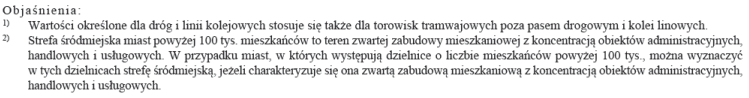 Objaśnienia:
1) Wartości określone dla dróg i linii kolejowych stosuje się także dla torowisk tramwajowych poza pasem drogowym i kolei linowych.
2) Strefa śródmiejska miast powyżej 100 tys. mieszkańców to teren zwartej zabudowy mieszkaniowej z koncentracją obiektów administracyjnych,
handlowych i usługowych. W przypadku miast, w których występują dzielnice o liczbie mieszkańców powyżej 100 tys., można wyznaczyć
w tych dzielnicach strefę śródmiejską, jeżeli charakteryzuje się ona zwartą zabudową mieszkaniową z koncentracją obiektów administracyjnych,
handlowych i usługowych.